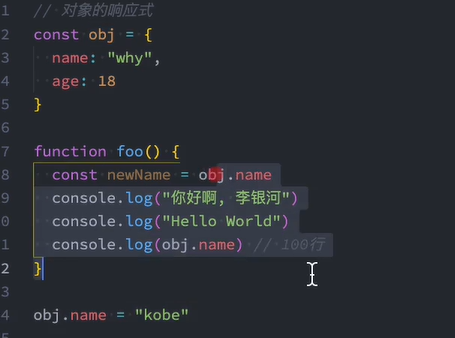 1 // 对象的响应式
2 const obj = {
3   name: "why",
4   age: 18
5 }
6
7 function foo() {
8   const newName = obj.name
9   console.log("你好啊, 李银河")
0   console.log("Hello World")
1   console.log(obj.name) // 100行
2 }
3
4 obj.name = "kobe"
5